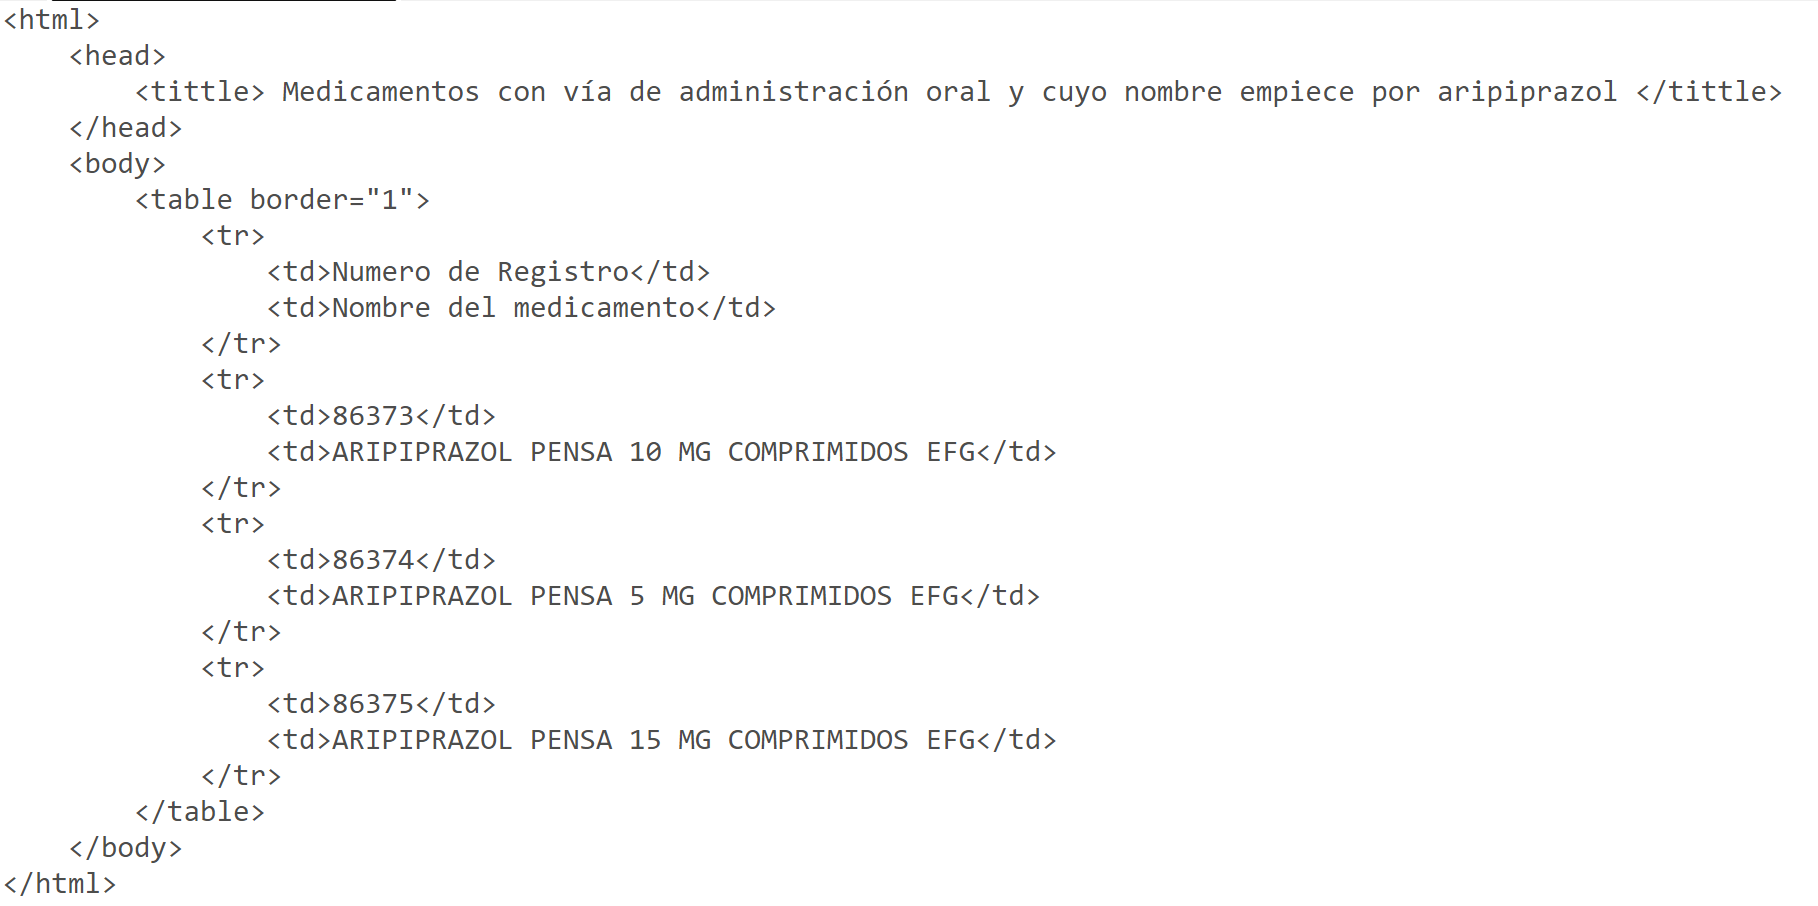 <html>
    <head>
        <tittle> Medicamentos con vía de administración oral y cuyo nombre empiece por aripiprazol </tittle>
    </head>
    <body>
        <table border="1">
            <tr>
                <td>Numero de Registro</td>
                <td>Nombre del medicamento</td>
            </tr>
            <tr>
                <td>86373</td>
                <td>ARIPIPRAZOL PENSA 10 MG COMPRIMIDOS EFG</td>
            </tr>
            <tr>
                <td>86374</td>
                <td>ARIPIPRAZOL PENSA 5 MG COMPRIMIDOS EFG</td>
            </tr>
            <tr>
                <td>86375</td>
                <td>ARIPIPRAZOL PENSA 15 MG COMPRIMIDOS EFG</td>
            </tr>
        </table>
    </body>
</html>